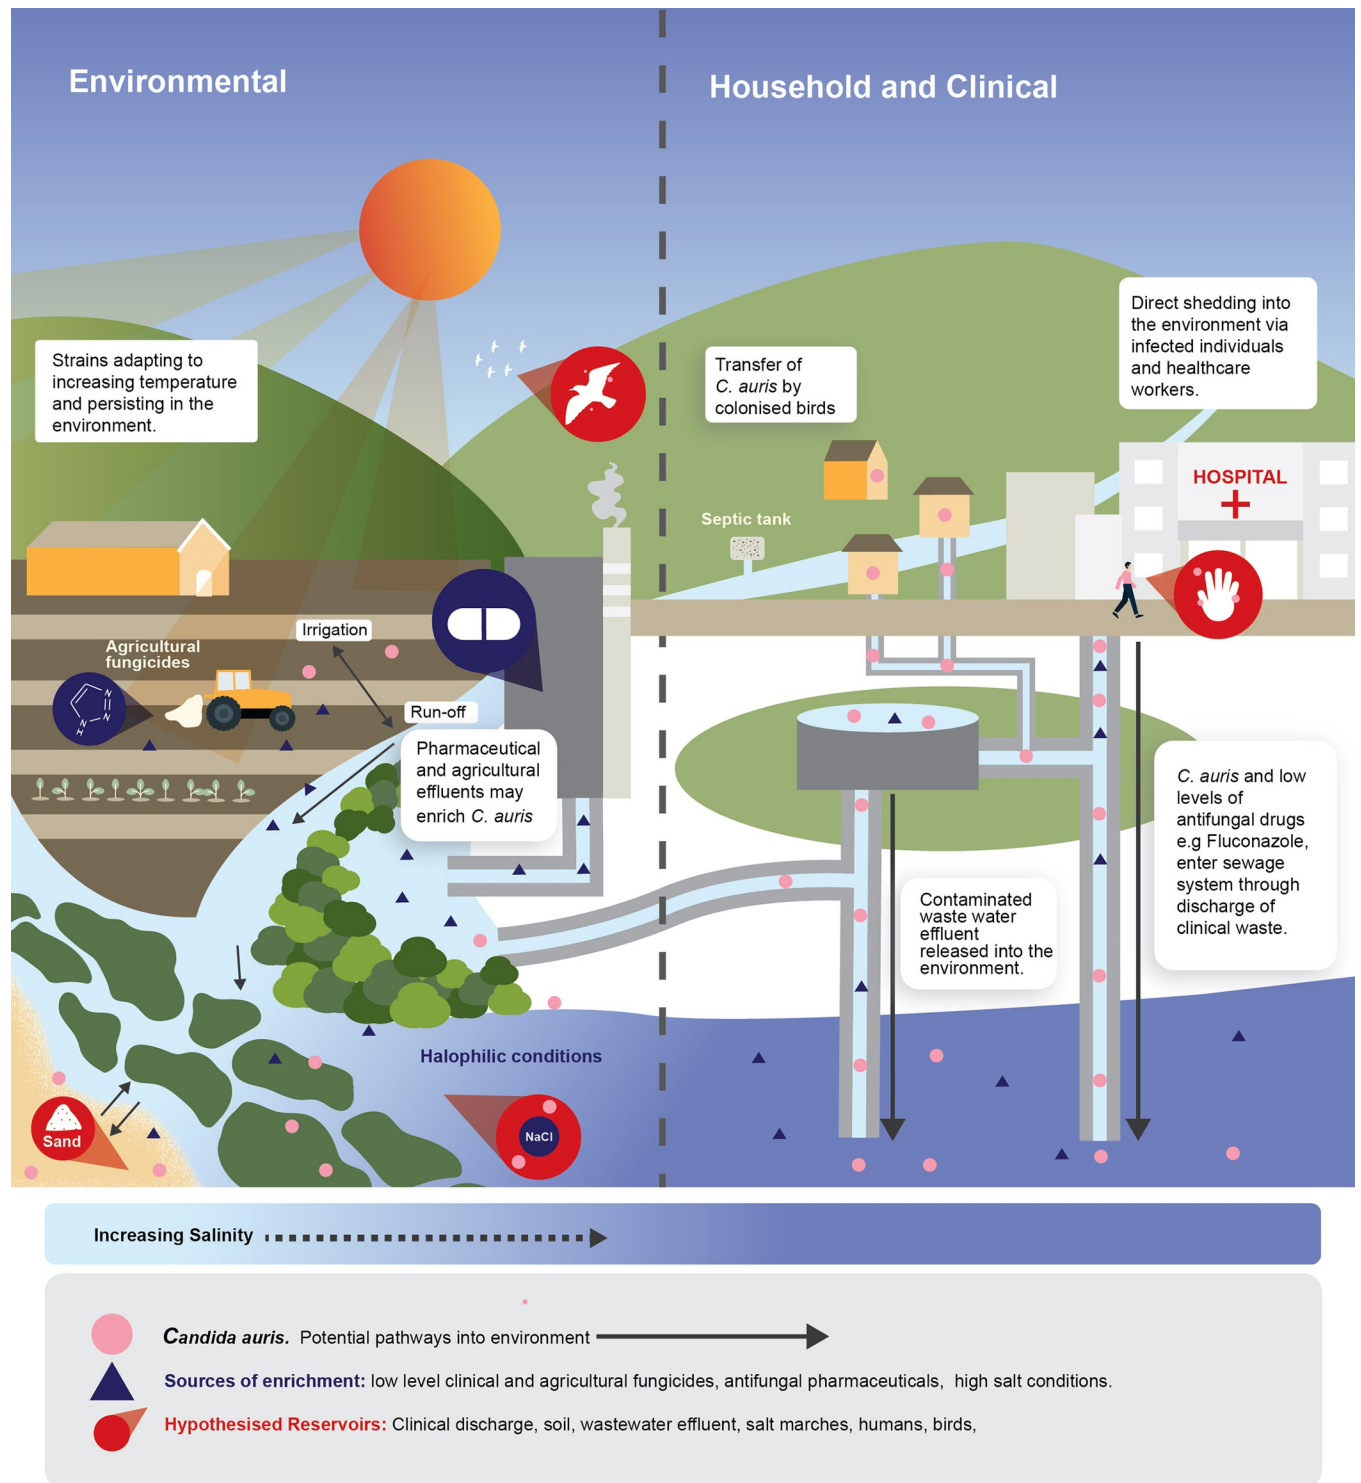 Environmental
Household and Clinical
Strains adapting to
increasing temperature
and persisting in the
environment.
Transfer of
C. auris by
colonised birds
Direct shedding into
the environment via
infected individuals
and healthcare
workers.
HOSPITAL
Septic tank
Irrigation
Agricultural
fungicides
N
N
N
H
Run-off
Pharmaceutical
and agricultural
effluents may
enrich C. auris
C. auris and low
levels of
antifungal drugs
e.g Fluconazole,
enter sewage
system through
discharge of
clinical waste.
Contaminated
waste water
effluent
released into the
environment.
Halophilic conditions
Sand
NaCl
Increasing Salinity
Candida auris. Potential pathways into environment
Sources of enrichment: low level clinical and agricultural fungicides, antifungal pharmaceuticals, high salt conditions.
Hypothesised Reservoirs: Clinical discharge, soil, wastewater effluent, salt marches, humans, birds,